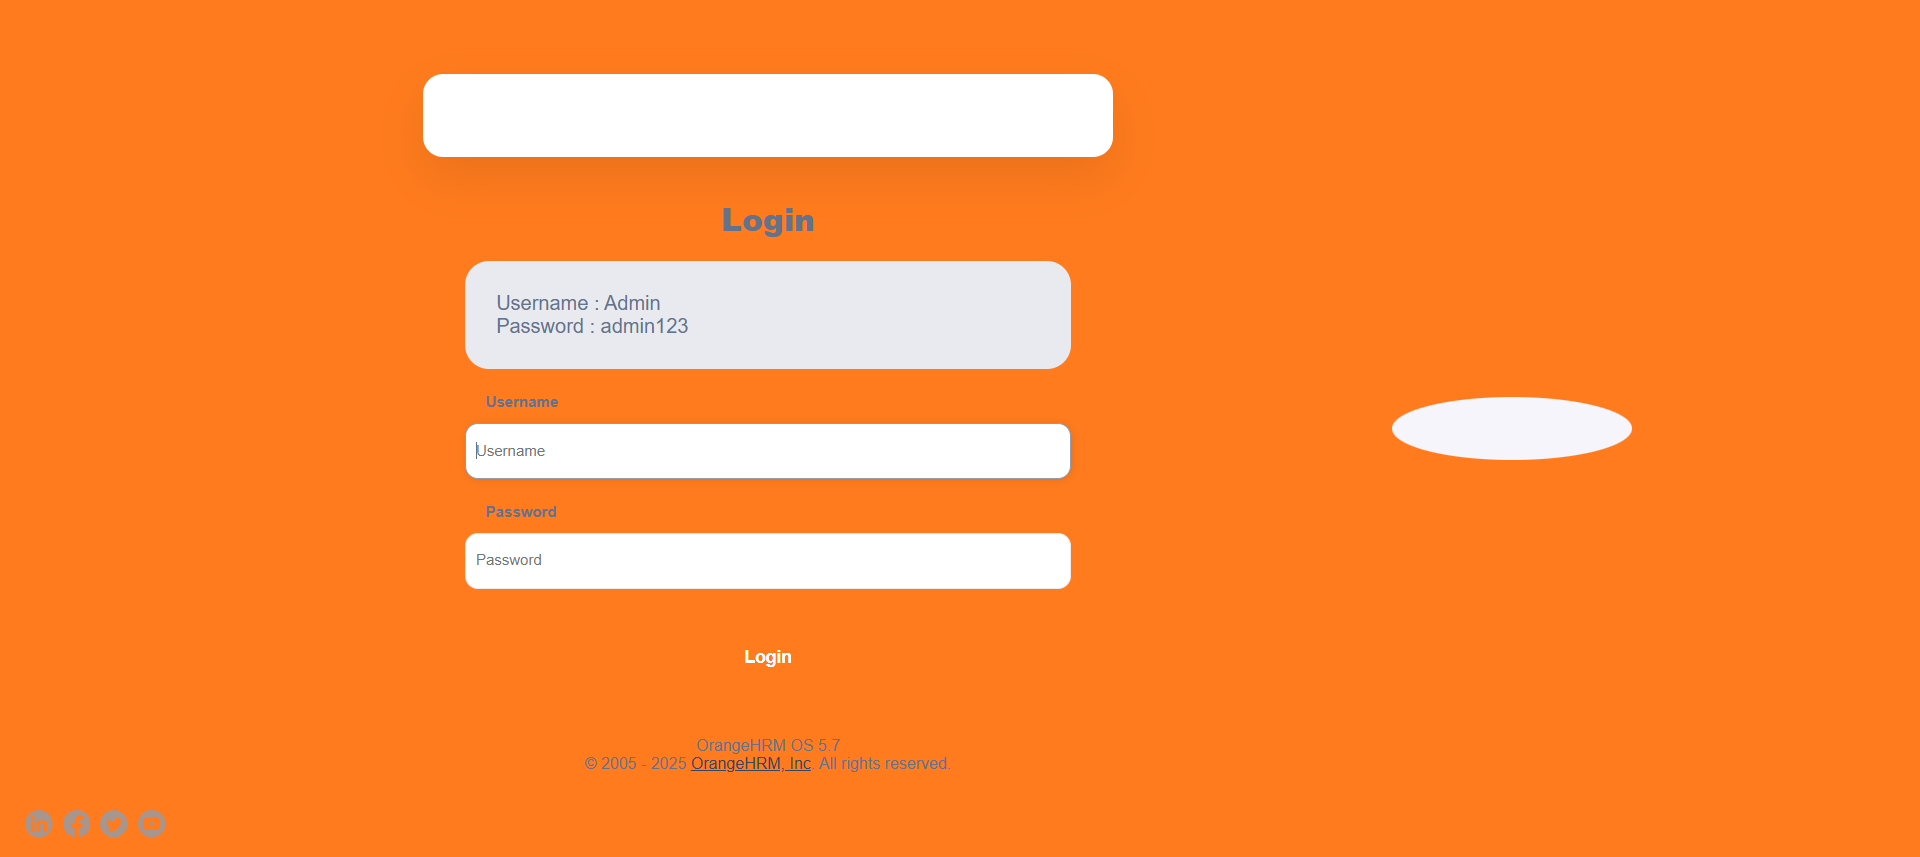 Login
Username : Admin
Password : admin123
Username
Username
Password
Password
Login
OrangeHRM OS 5.7
© 2005 - 2025 OrangeHRM, Inc. All rights reserved.